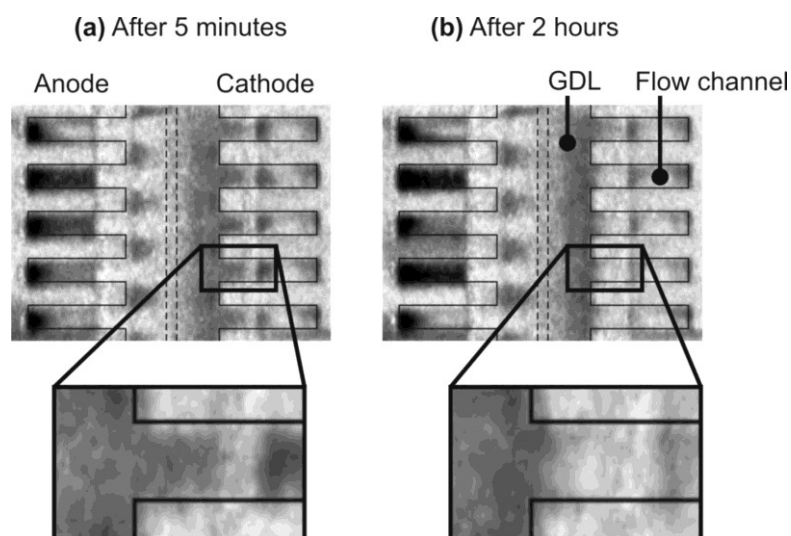 (a) After 5 minutes
(b) After 2 hours
Anode
Cathode
GDL
Flow channel